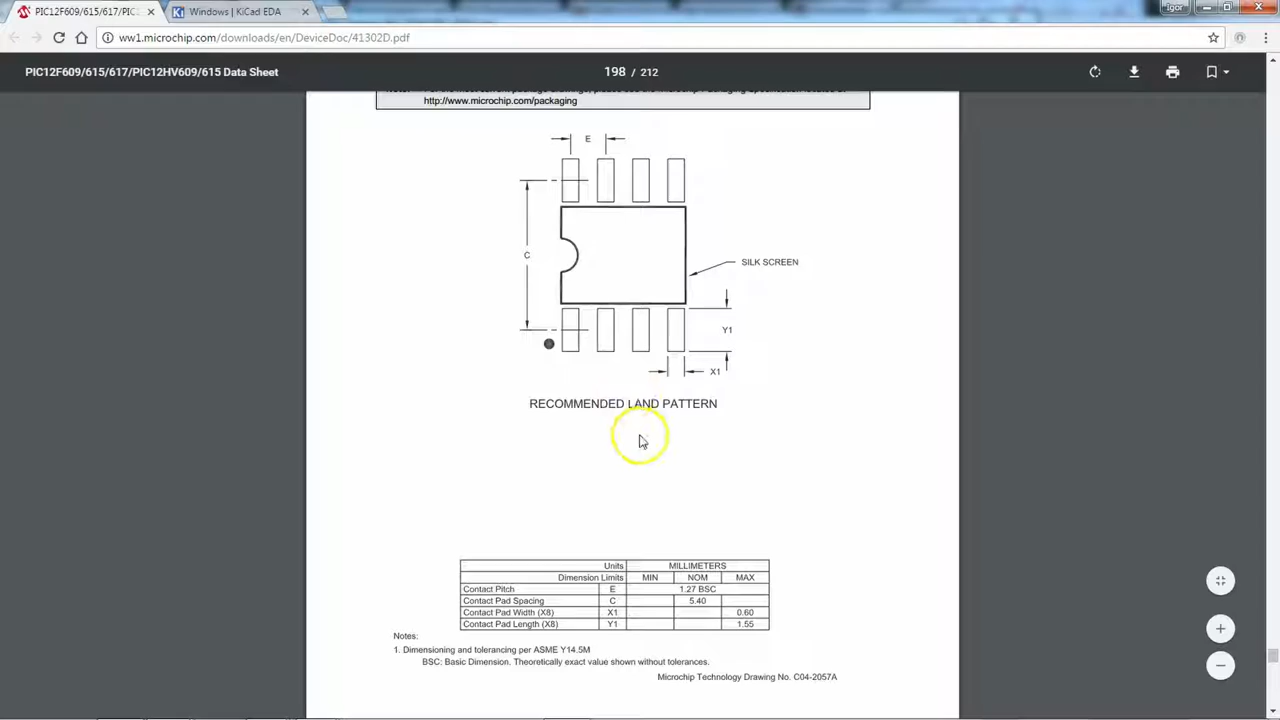 Igor
PIC12F609/615/617/PIC
Windows | KiCad EDA
ww1.microchip.com/downloads/en/DeviceDoc/41302D.pdf
PIC12F609/615/617/PIC12HV609/615 Data Sheet
198 / 212
http://www.microchip.com/packaging
E
C
SILK SCREEN
Y1
X1
RECOMMENDED LAND PATTERN
Units MILLIMETERS
Dimension Limits MIN NOM MAX
Contact Pitch E 1.27 BSC
Contact Pad Spacing C 5.40
Contact Pad Width (X8) X1 0.60
Contact Pad Length (X8) Y1 1.55
Notes:
1. Dimensioning and tolerancing per ASME Y14.5M
BSC: Basic Dimension. Theoretically exact value shown without tolerances.
Microchip Technology Drawing No. C04-2057A